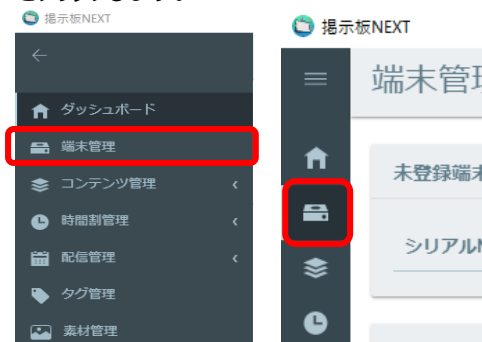 掲示板NEXT
ダッシュボード
端末管理
コンテンツ管理
時間割管理
配信管理
タグ管理
素材管理
掲示板NEXT
端末管
未登録端
シリアル